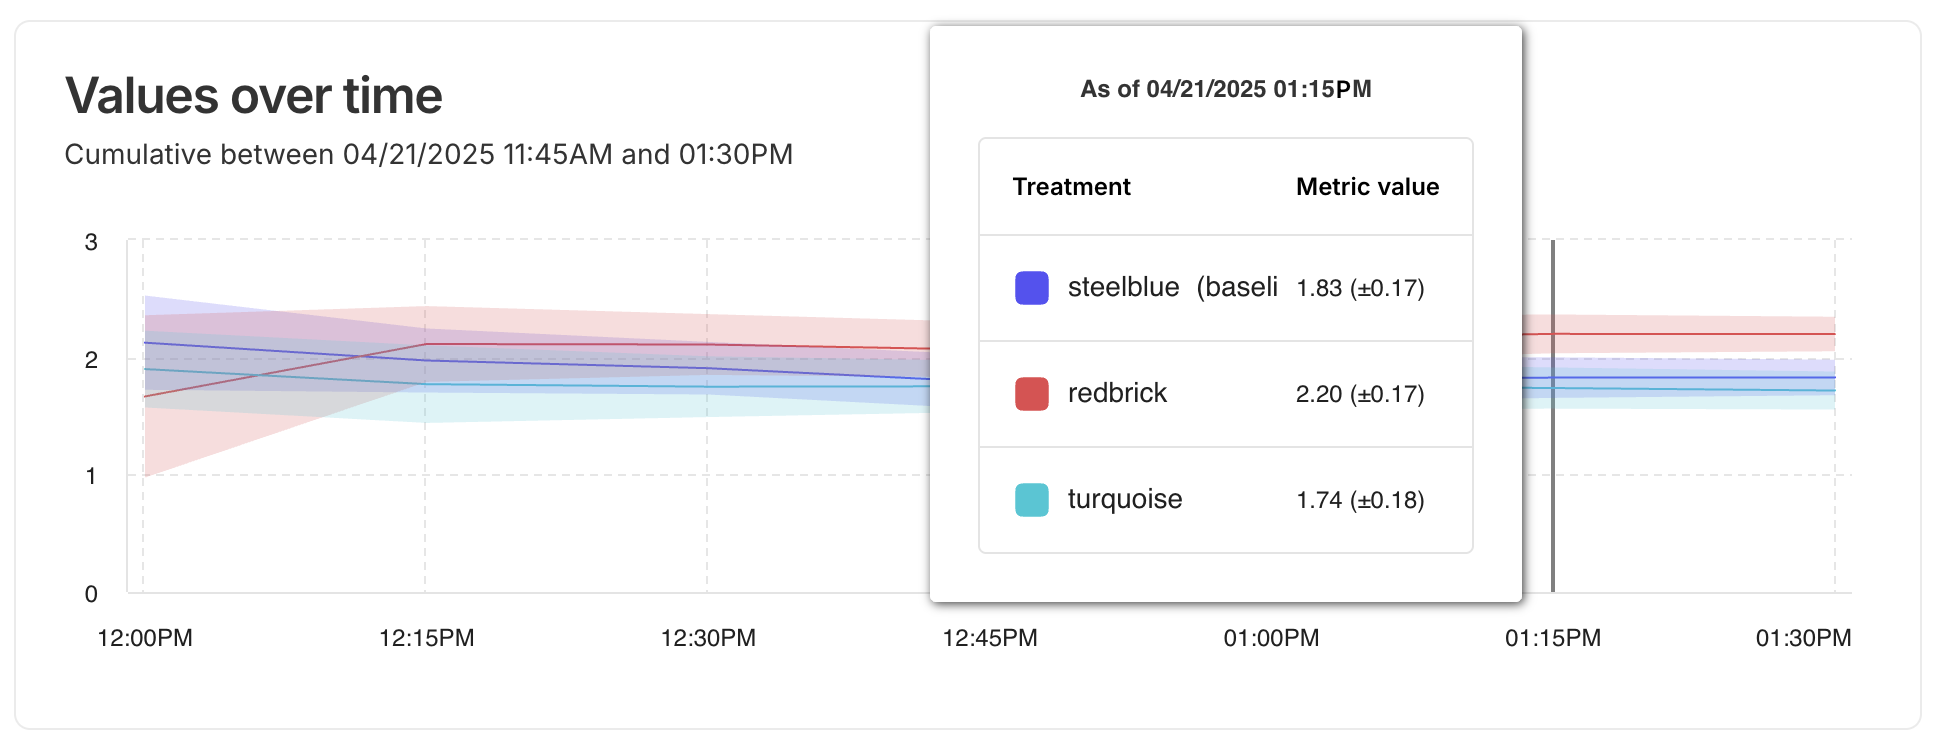 Values over time
Cumulative between 04/21/2025 11:45AM and 01:30PM
As of 04/21/2025 01:15PM
Treatment Metric value
steelblue (baseli 1.83 (±0.17)
redbrick 2.20 (±0.17)
turquoise 1.74 (±0.18)
3
2
1
0
12:00PM 12:15PM 12:30PM 12:45PM 01:00PM 01:15PM 01:30PM